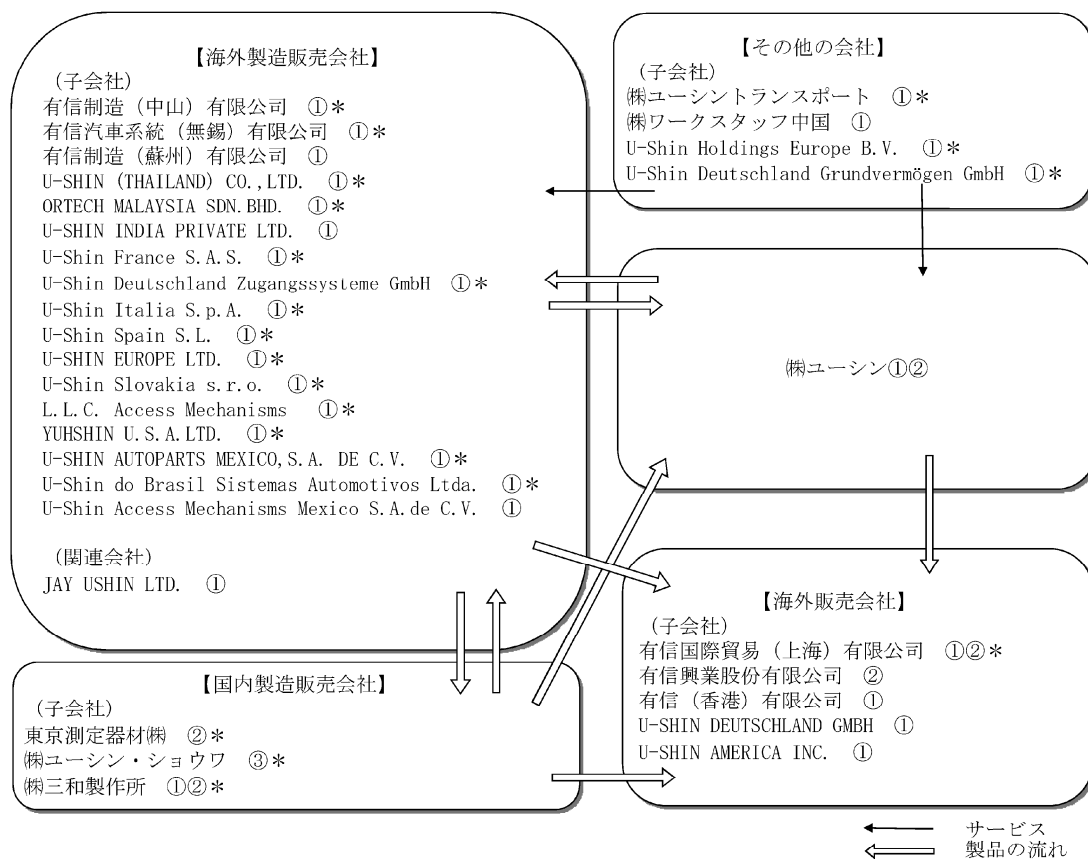 【海外製造販売会社】
(子会社)
有信制造（中山）有限公司 ①*
有信汽車系統（無錫）有限公司 ①*
有信制造（蘇州）有限公司 ①
U-SHIN (THAILAND) CO.,LTD. ①*
ORTECH MALAYSIA SDN.BHD. ①*
U-SHIN INDIA PRIVATE LTD. ①
U-Shin France S.A.S. ①*
U-Shin Deutschland Zugangssysteme GmbH ①*
U-Shin Italia S.p.A. ①*
U-Shin Spain S.L. ①*
U-SHIN EUROPE LTD. ①*
U-Shin Slovakia s.r.o. ①*
L.L.C. Access Mechanisms ①*
YUHSHIN U.S.A.LTD. ①*
U-SHIN AUTOPARTS MEXICO,S.A. DE C.V. ①*
U-Shin do Brasil Sistemas Automotivos Ltda. ①*
U-Shin Access Mechanisms Mexico S.A.de C.V. ①
(関連会社)
JAY USHIN LTD. ①
【その他の会社】
(子会社)
㈱ユーシントランスポート ①*
㈱ワークスタッフ中国 ①
U-Shin Holdings Europe B.V. ①*
U-Shin Deutschland Grundvermögen GmbH ①*
㈱ユーシン①②
【国内製造販売会社】
(子会社)
東京測定器材㈱ ②*
㈱ユーシン・ショウワ ③*
㈱三和製作所 ①②*
【海外販売会社】
(子会社)
有信国際貿易（上海）有限公司 ①②*
有信興業股份有限公司 ②
有信（香港）有限公司 ①
U-SHIN DEUTSCHLAND GMBH ①
U-SHIN AMERICA INC. ①
サービス
製品の流れ